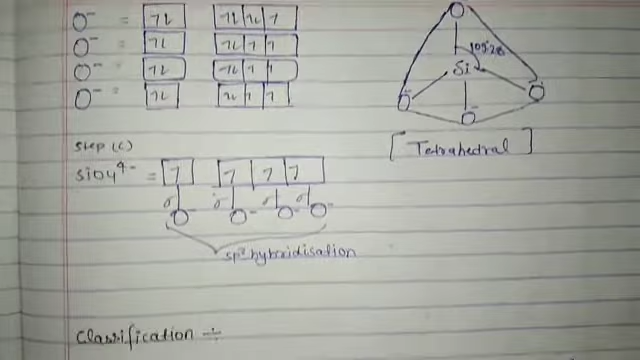 O⁻ = 1L 1L 1 1
O⁻ = 1L 1L 1 1
O⁻ = 1L 1L 1 1
O⁻ = 1L 1L 1 1
O
109°28
Si
O⁻
O⁻
O⁻
[Tetrahedral]
Step (c)
SiO4⁴⁻ = 1 1 1 1
σ σ σ σ
O⁻ O⁻ O⁻ O⁻
sp³ hybridisation
Classification ÷